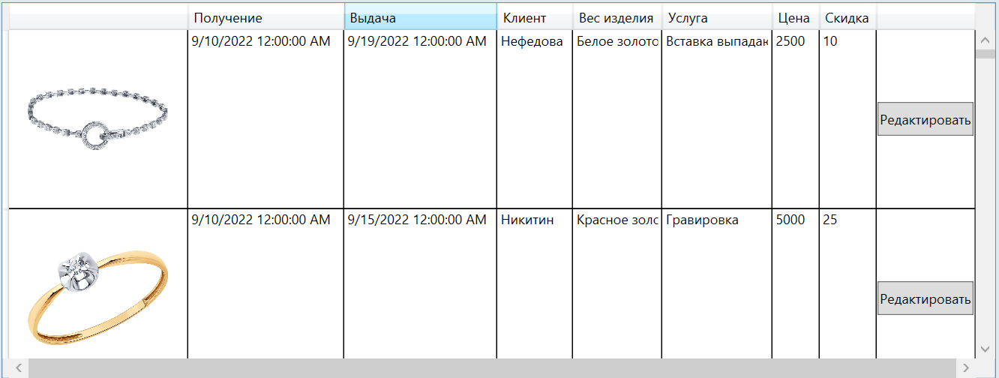 Получение Выдача Клиент Вес изделия Услуга Цена Скидка
9/10/2022 12:00:00 AM 9/19/2022 12:00:00 AM Нефедова Белое золото Вставка выпадаю 2500 10
Редактировать
9/10/2022 12:00:00 AM 9/15/2022 12:00:00 AM Никитин Красное золо Гравировка 5000 25
Редактировать